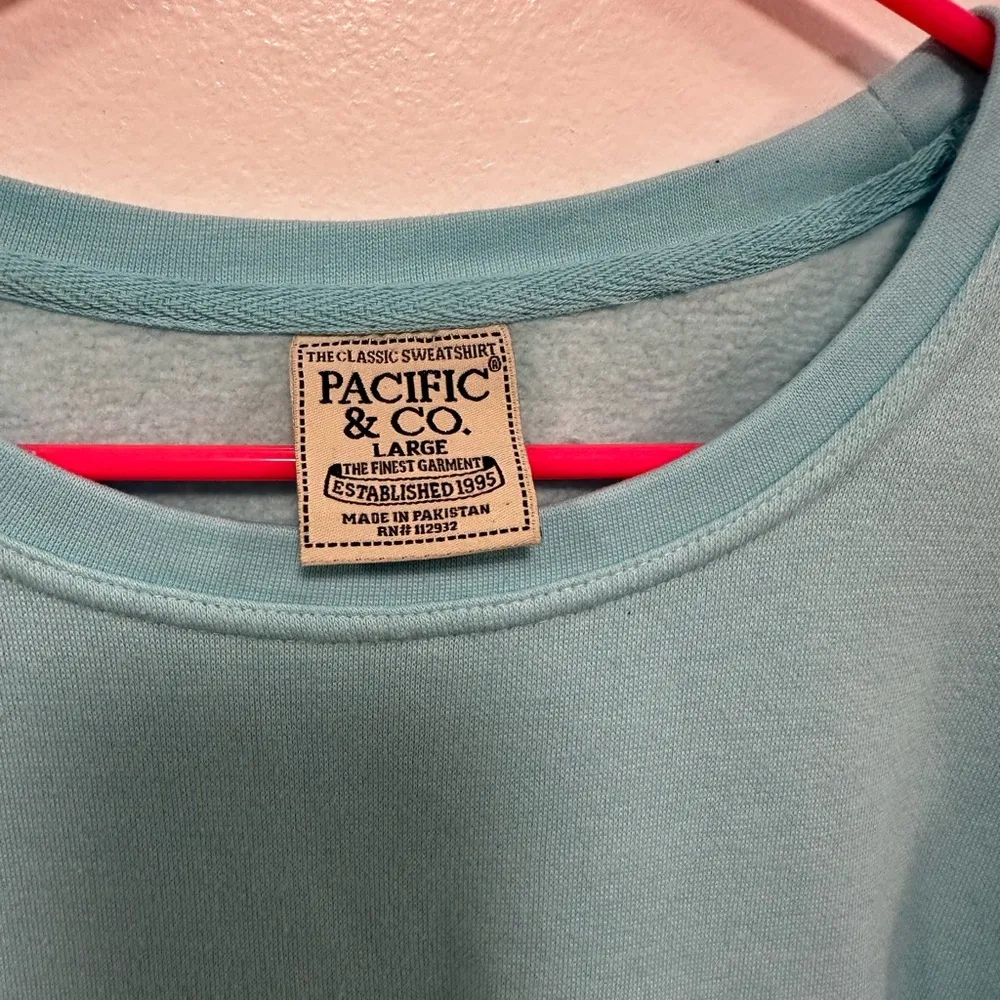 THE CLASSIC SWEATSHIRT
PACIFIC®
& CO.
LARGE
THE FINEST GARMENT
ESTABLISHED 1995
MADE IN PAKISTAN
RN# 112932